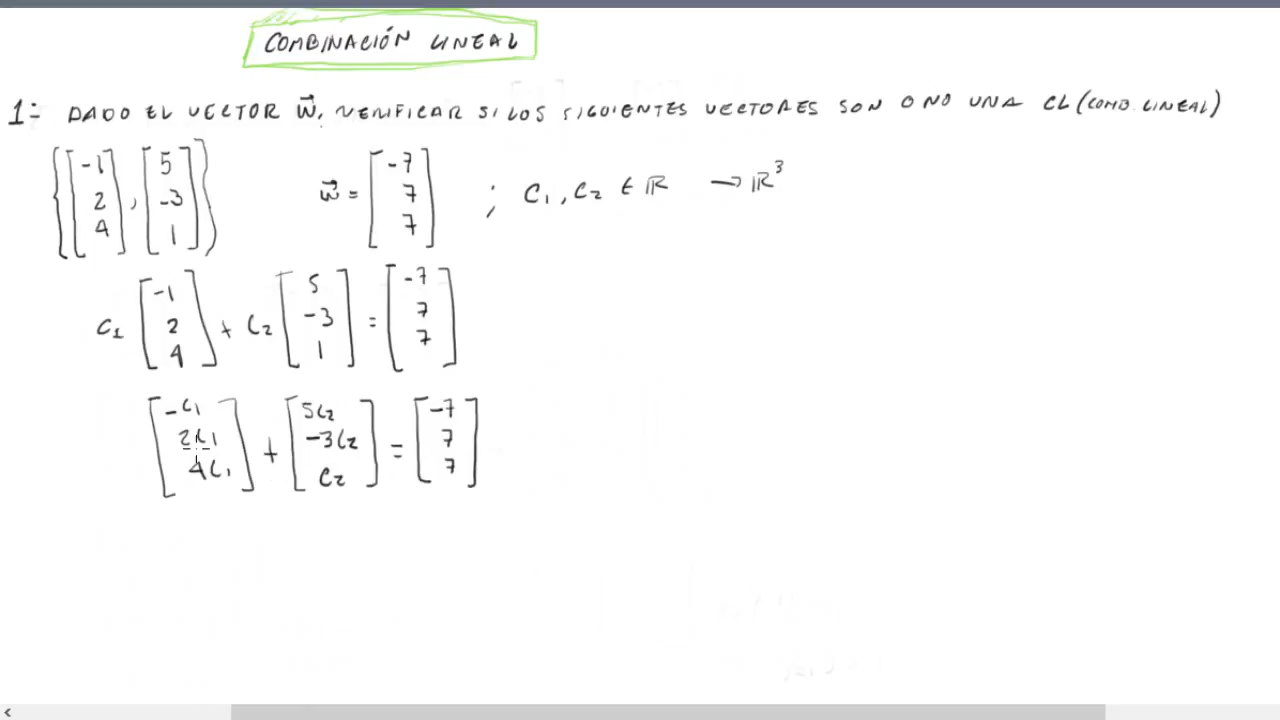 COMBINACIÓN LINEAL
1:- DADO EL VECTOR w⃗, VERIFICAR SI LOS SIGUIENTES VECTORES SON O NO UNA CL (COMB. LINEAL)
{[-1 2 4], [5 -3 1]} w⃗ = [-7 7 7] ; C1, C2 ∈ ℝ → ℝ³
C1 [-1 2 4] + C2 [5 -3 1] = [-7 7 7]
[-C1 2C1 4C1] + [5C2 -3C2 C2] = [-7 7 7]